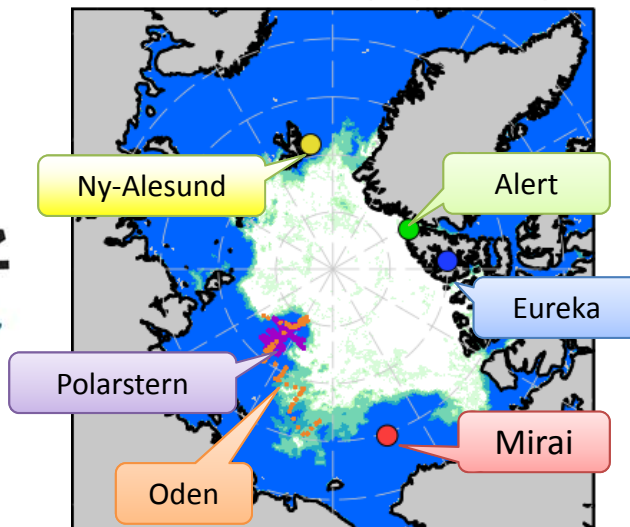 Ny-Alesund
Alert
Eureka
Polarstern
Mirai
Oden